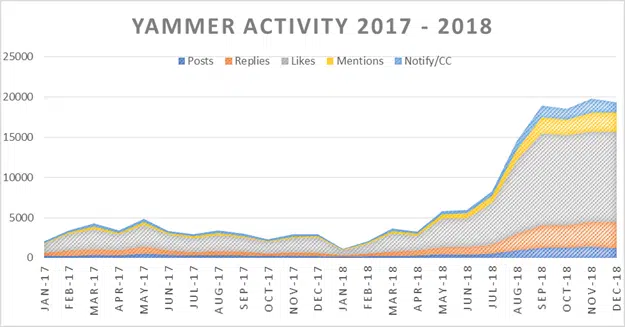 YAMMER ACTIVITY 2017 - 2018
Posts Replies Likes Mentions Notify/CC
25000
20000
15000
10000
5000
0
JAN-17 FEB-17 MAR-17 APR-17 MAY-17 JUN-17 JUL-17 AUG-17 SEP-17 OCT-17 NOV-17 DEC-17 JAN-18 FEB-18 MAR-18 APR-18 MAY-18 JUN-18 JUL-18 AUG-18 SEP-18 OCT-18 NOV-18 DEC-18